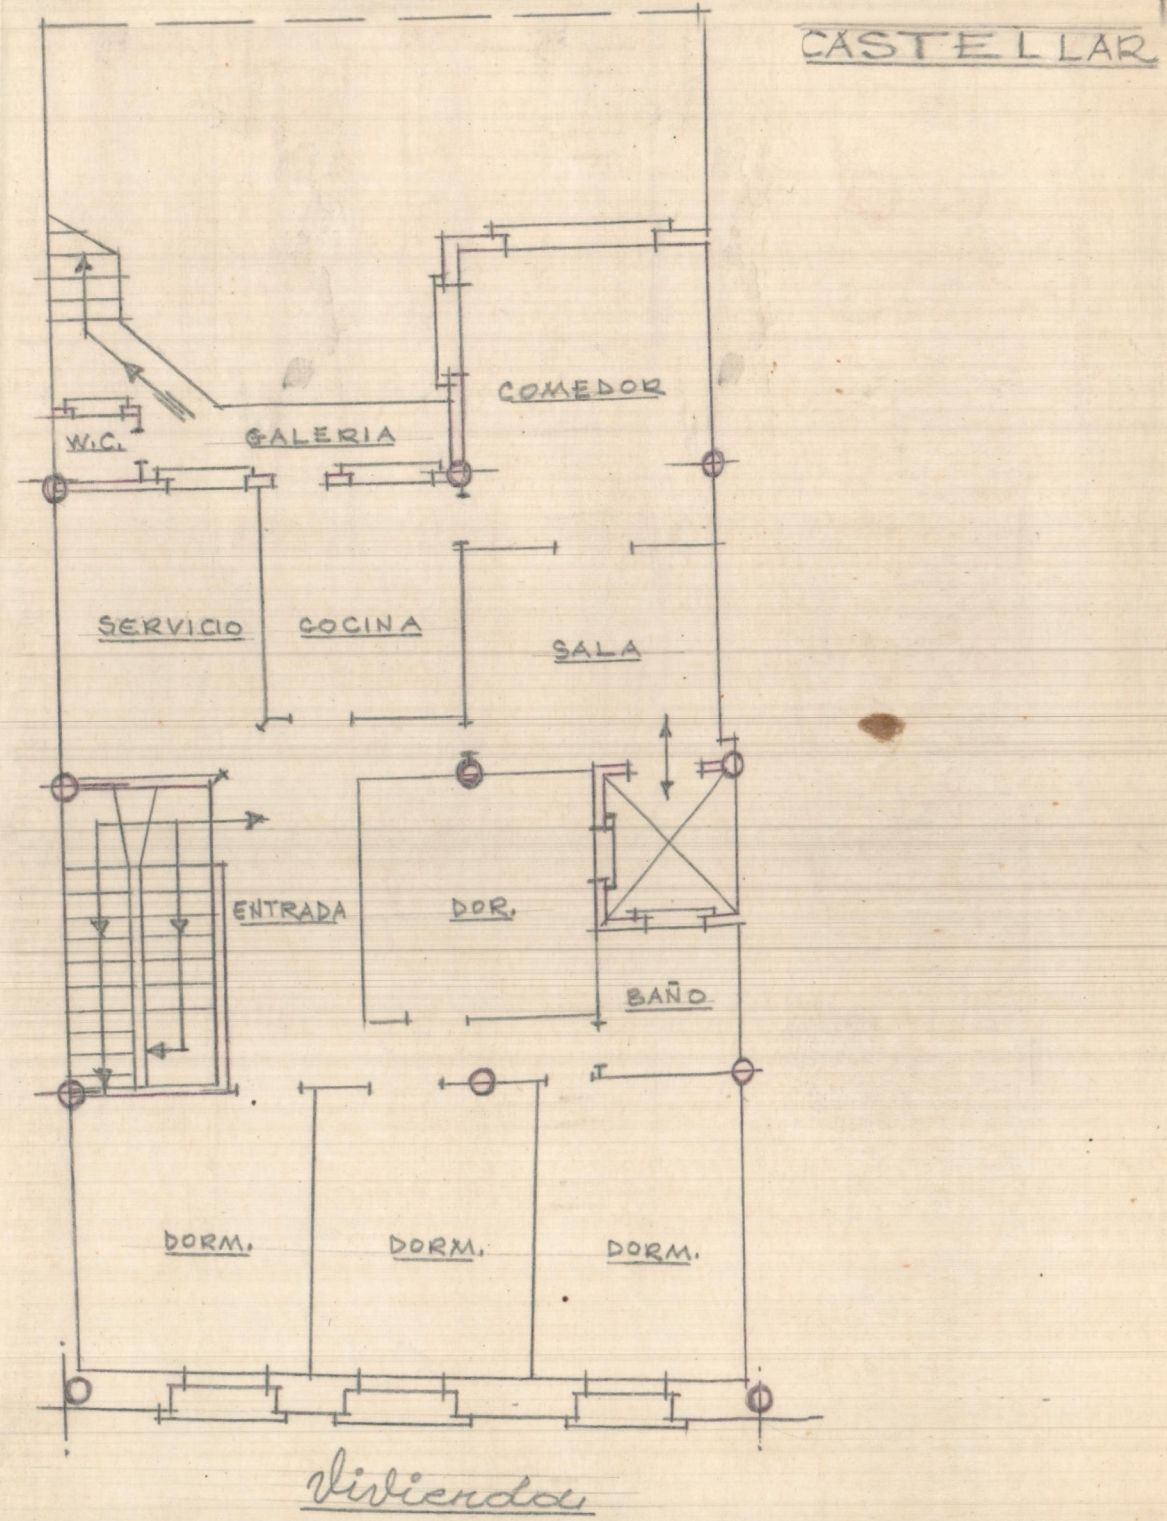 CASTELLAR
COMEDOR
W.C.
GALERIA
SERVICIO
COCINA
SALA
ENTRADA
DOR.
BAÑO
DORM.
DORM.
DORM.
Vivienda